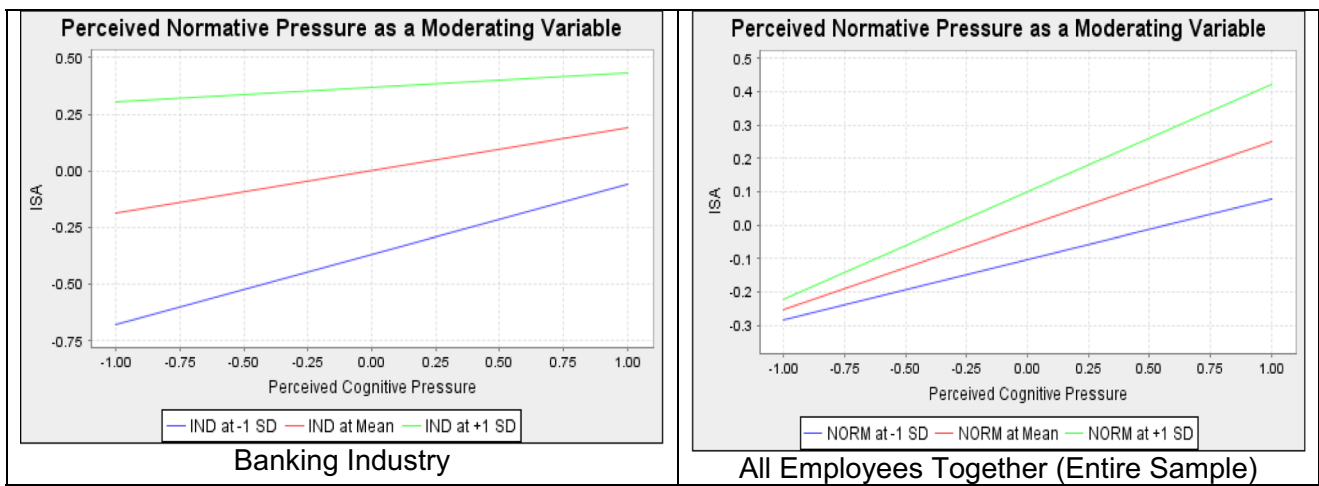 Perceived Normative Pressure as a Moderating Variable
0.50
0.25
0.00
-0.25
-0.50
-0.75
ISA
-1.00 -0.75 -0.50 -0.25 0.00 0.25 0.50 0.75 1.00
Perceived Cognitive Pressure
IND at -1 SD IND at Mean IND at +1 SD
Banking Industry
Perceived Normative Pressure as a Moderating Variable
0.5
0.4
0.3
0.2
0.1
0.0
-0.1
-0.2
-0.3
ISA
-1.00 -0.75 -0.50 -0.25 0.00 0.25 0.50 0.75 1.00
Perceived Cognitive Pressure
NORM at -1 SD NORM at Mean NORM at +1 SD
All Employees Together (Entire Sample)